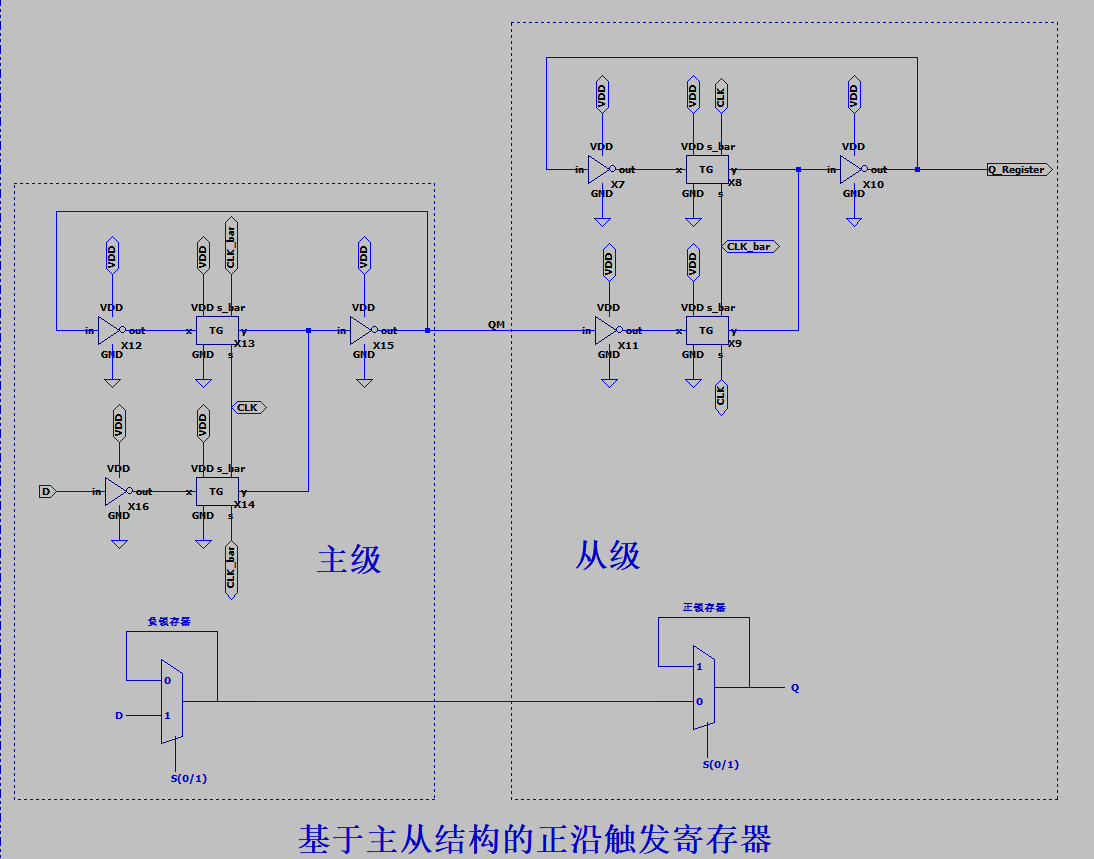 VDD VDD CLK VDD
VDD VDD s_bar VDD
in out x TG y in out Q_Register
X7 X8 X10
GND GND s GND
VDD VDD CLK_bar VDD
VDD VDD CLK_bar
VDD VDD s_bar VDD
in out x TG y in out QM
X12 X13 X15
GND GND s GND
VDD VDD s_bar
in out x TG y
X11 X9
GND GND s
CLK
VDD VDD CLK
VDD VDD s_bar
D in out x TG y
X16 X14
GND GND s
CLK_bar
主级
从级
负锁存器
0
D 1
S(0/1)
正锁存器
1
0
Q
S(0/1)
基于主从结构的正沿触发寄存器